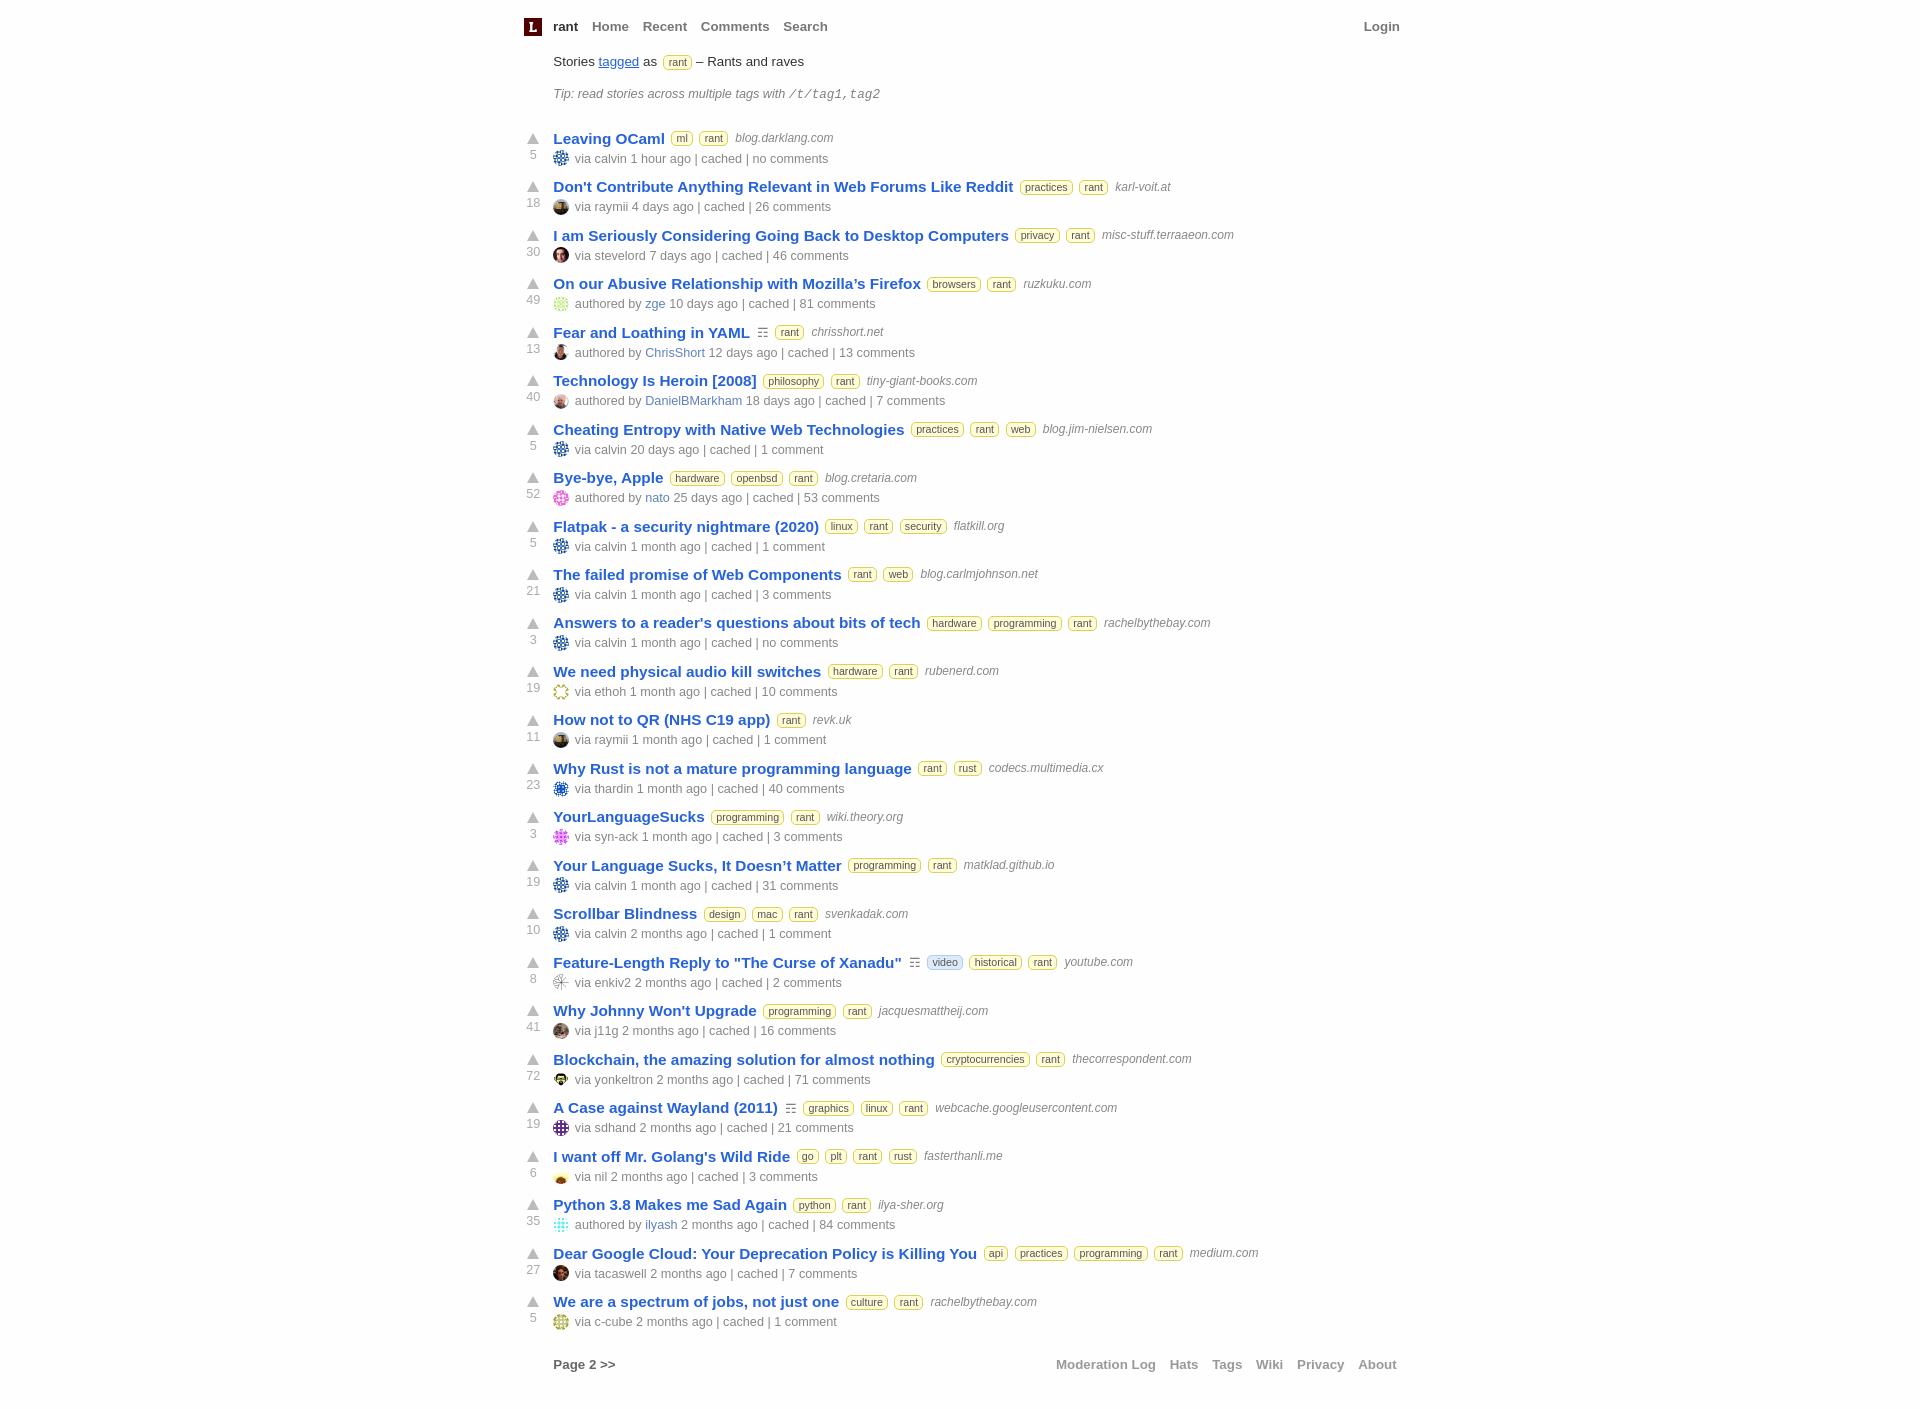 L rant Home Recent Comments Search Login
Stories tagged as rant – Rants and raves
Tip: read stories across multiple tags with /t/tag1,tag2
Leaving OCaml ml rant blog.darklang.com
5 via calvin 1 hour ago | cached | no comments
Don't Contribute Anything Relevant in Web Forums Like Reddit practices rant karl-voit.at
18 via raymii 4 days ago | cached | 26 comments
I am Seriously Considering Going Back to Desktop Computers privacy rant misc-stuff.terraaeon.com
30 via stevelord 7 days ago | cached | 46 comments
On our Abusive Relationship with Mozilla’s Firefox browsers rant ruzkuku.com
49 authored by zge 10 days ago | cached | 81 comments
Fear and Loathing in YAML ☶ rant chrisshort.net
13 authored by ChrisShort 12 days ago | cached | 13 comments
Technology Is Heroin [2008] philosophy rant tiny-giant-books.com
40 authored by DanielBMarkham 18 days ago | cached | 7 comments
Cheating Entropy with Native Web Technologies practices rant web blog.jim-nielsen.com
5 via calvin 20 days ago | cached | 1 comment
Bye-bye, Apple hardware openbsd rant blog.cretaria.com
52 authored by nato 25 days ago | cached | 53 comments
Flatpak - a security nightmare (2020) linux rant security flatkill.org
5 via calvin 1 month ago | cached | 1 comment
The failed promise of Web Components rant web blog.carlmjohnson.net
21 via calvin 1 month ago | cached | 3 comments
Answers to a reader's questions about bits of tech hardware programming rant rachelbythebay.com
3 via calvin 1 month ago | cached | no comments
We need physical audio kill switches hardware rant rubenerd.com
19 via ethoh 1 month ago | cached | 10 comments
How not to QR (NHS C19 app) rant revk.uk
11 via raymii 1 month ago | cached | 1 comment
Why Rust is not a mature programming language rant rust codecs.multimedia.cx
23 via thardin 1 month ago | cached | 40 comments
YourLanguageSucks programming rant wiki.theory.org
3 via syn-ack 1 month ago | cached | 3 comments
Your Language Sucks, It Doesn’t Matter programming rant matklad.github.io
19 via calvin 1 month ago | cached | 31 comments
Scrollbar Blindness design mac rant svenkadak.com
10 via calvin 2 months ago | cached | 1 comment
Feature-Length Reply to "The Curse of Xanadu" ☶ video historical rant youtube.com
8 via enkiv2 2 months ago | cached | 2 comments
Why Johnny Won't Upgrade programming rant jacquesmattheij.com
41 via j11g 2 months ago | cached | 16 comments
Blockchain, the amazing solution for almost nothing cryptocurrencies rant thecorrespondent.com
72 via yonkeltron 2 months ago | cached | 71 comments
A Case against Wayland (2011) ☶ graphics linux rant webcache.googleusercontent.com
19 via sdhand 2 months ago | cached | 21 comments
I want off Mr. Golang's Wild Ride go plt rant rust fasterthanli.me
6 via nil 2 months ago | cached | 3 comments
Python 3.8 Makes me Sad Again python rant ilya-sher.org
35 authored by ilyash 2 months ago | cached | 84 comments
Dear Google Cloud: Your Deprecation Policy is Killing You api practices programming rant medium.com
27 via tacaswell 2 months ago | cached | 7 comments
We are a spectrum of jobs, not just one culture rant rachelbythebay.com
5 via c-cube 2 months ago | cached | 1 comment
Page 2 >> Moderation Log Hats Tags Wiki Privacy About